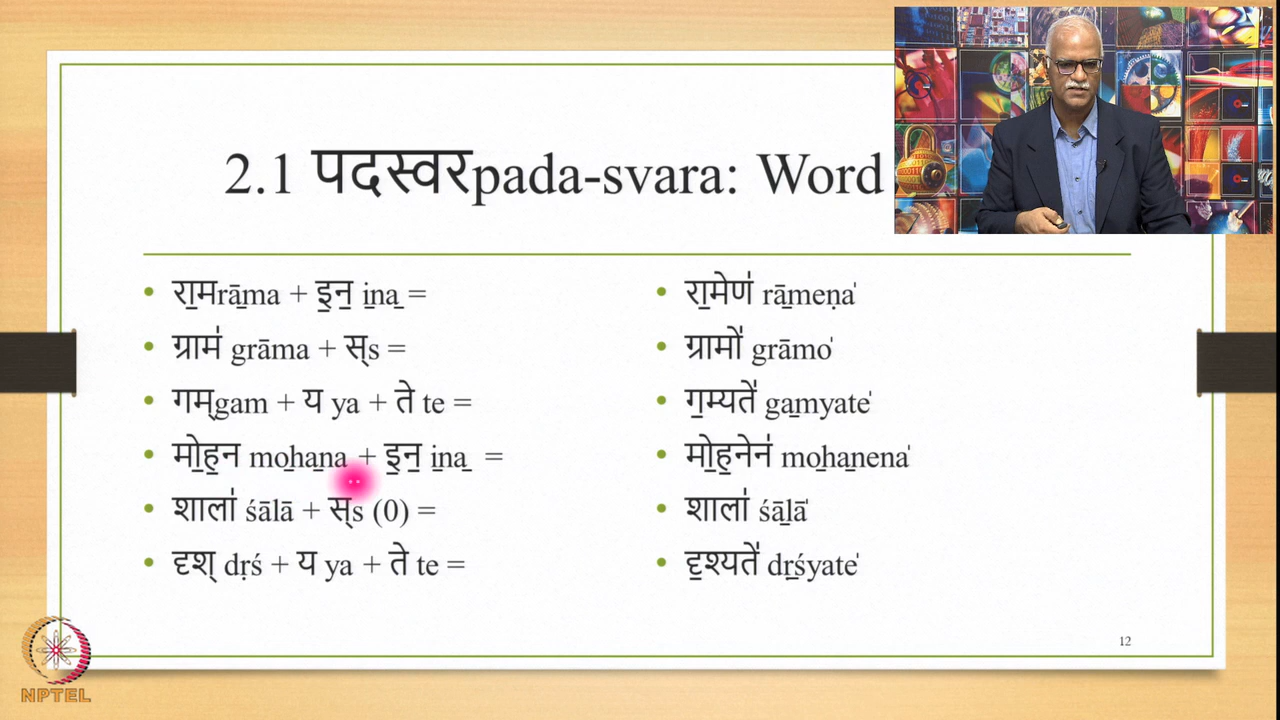 2.1 पदस्वरpada-svara: Word
• रा॒मrā̱ma + इ॒न॒ i̱na̱ =
• रा॒मेण॑ rā̱meṇa'
• ग्राम॑ grāma + स्s =
• ग्रामो॑ grāmo'
• गम्gam + य ya + ते te =
• ग॒म्यते॑ ga̱myate'
• मो॒ह॒न mo̱ha̱na + इ॒न॒ i̱na̱ =
• मो॒ह॒नेन॑ mo̱ha̱nena'
• शाला॑ śālā + स्s (0) =
• शाला॑ śā̱lā'
• दृश् dṛś + य ya + ते te =
• दृ॒श्यते॑ dṛ̱śyate'
12
NPTEL